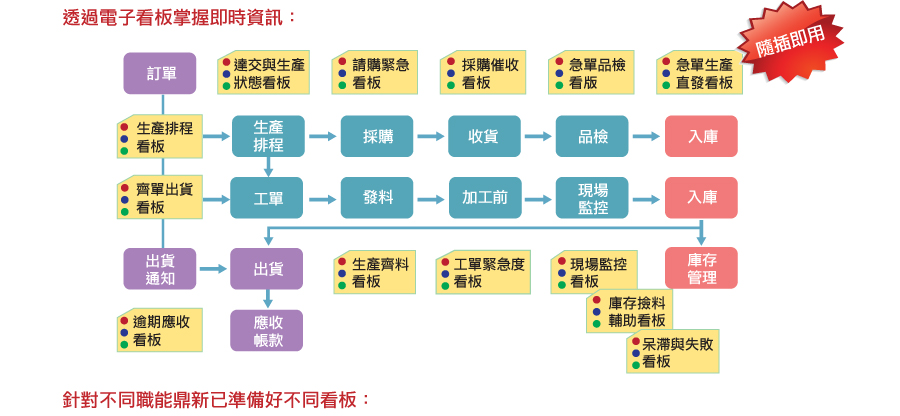 透過電子看板掌握即時資訊：
隨插即用
訂單
達交與生產
狀態看板
請購緊急
看板
採購催收
看板
急單品檢
看版
急單生產
直發看板
生產排程
看板
生產
排程
採購
收貨
品檢
入庫
齊單出貨
看板
工單
發料
加工前
現場
監控
入庫
出貨
通知
出貨
生產齊料
看板
工單緊急度
看板
現場監控
看板
庫存
管理
逾期應收
看板
應收
帳款
庫存撿料
輔助看板
呆滯與失敗
看板
針對不同職能鼎新已準備好不同看板：